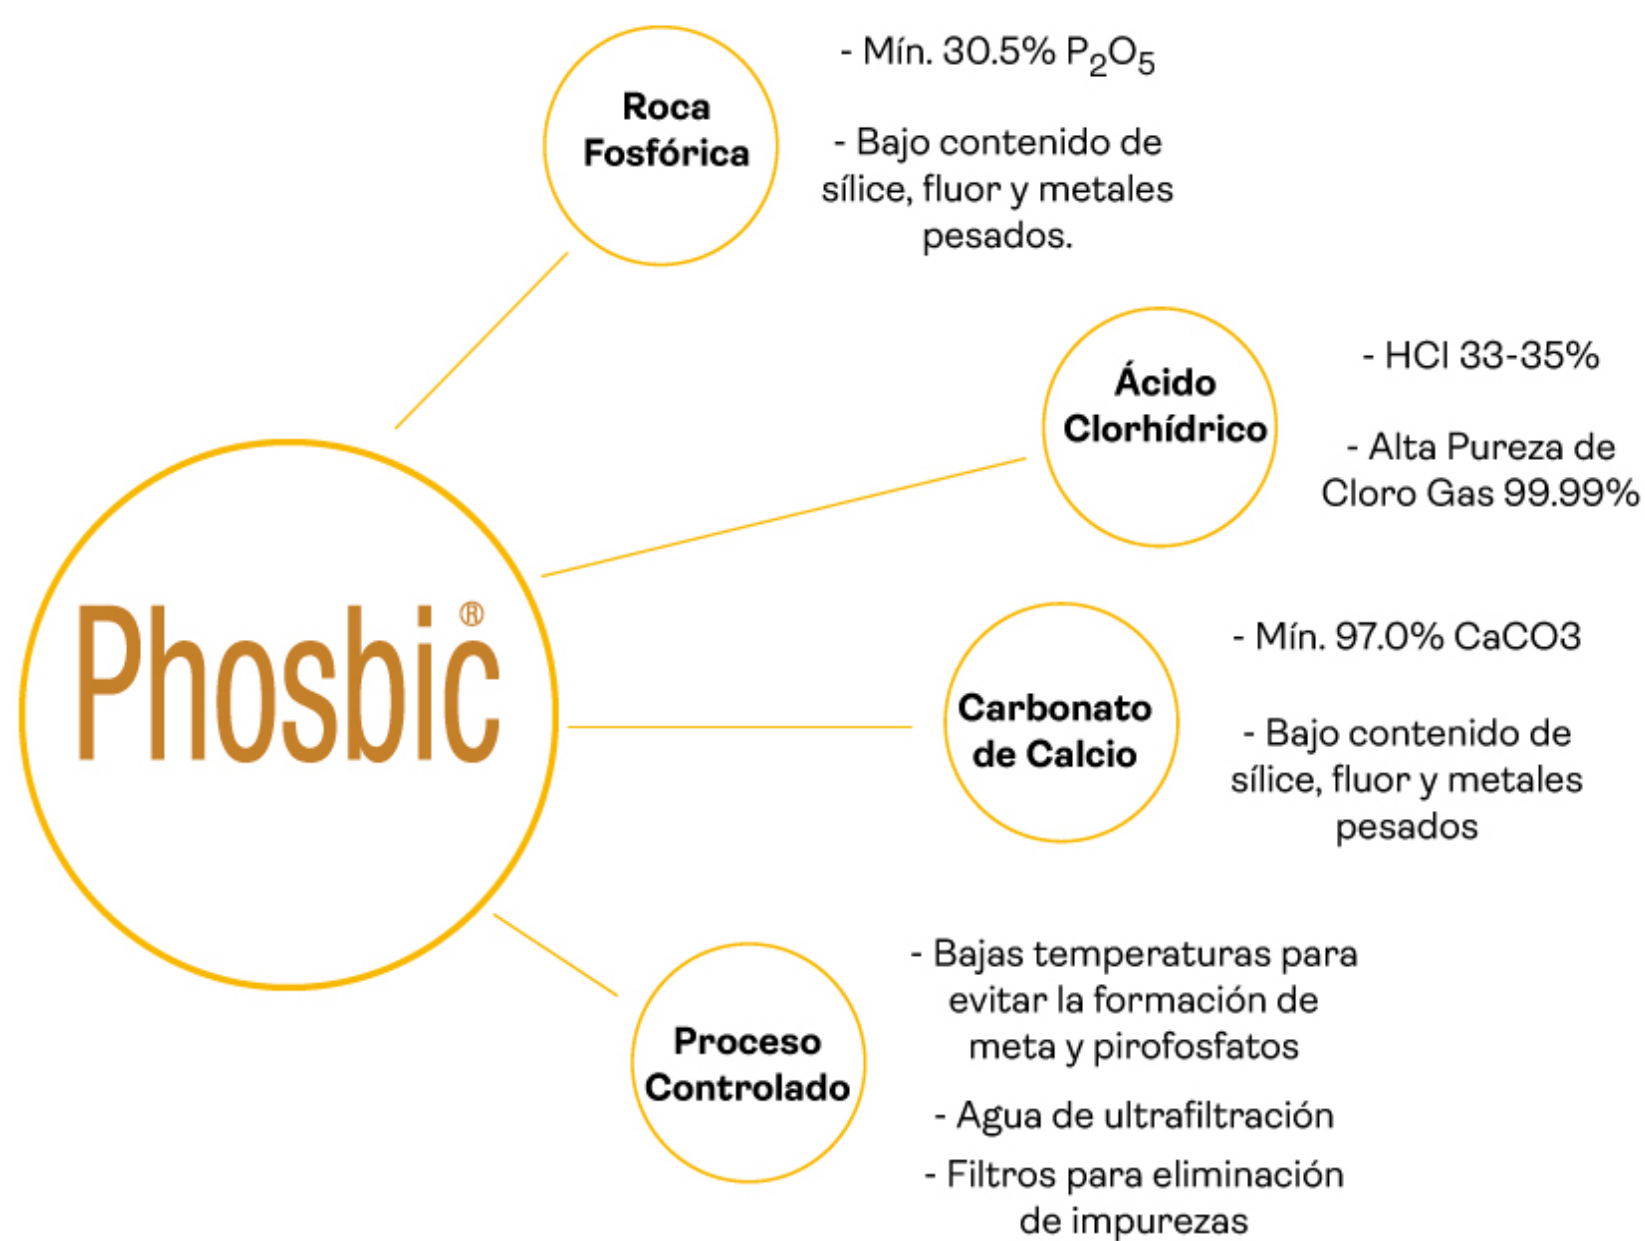 Roca
Fosfórica
- Mín. 30.5% P₂O₅
- Bajo contenido de
sílice, fluor y metales
pesados.
Ácido
Clorhídrico
- HCl 33-35%
- Alta Pureza de
Cloro Gas 99.99%
Phosbic®
Carbonato
de Calcio
- Mín. 97.0% CaCO3
- Bajo contenido de
sílice, fluor y metales
pesados
Proceso
Controlado
- Bajas temperaturas para
evitar la formación de
meta y pirofosfatos
- Agua de ultrafiltración
- Filtros para eliminación
de impurezas